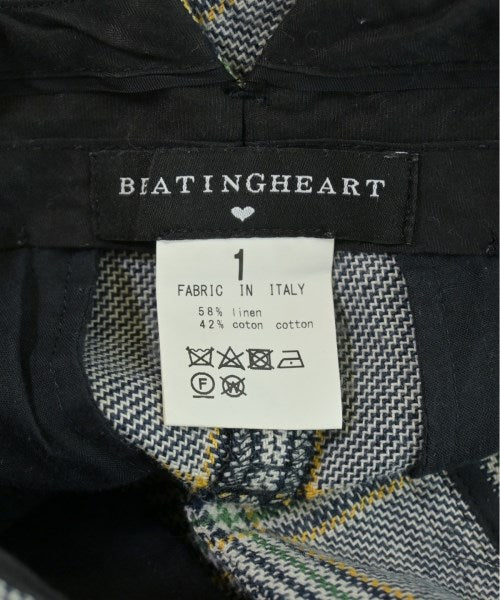 BEATINGHEART
1
FABRIC IN ITALY
58% linen
42% coton cotton
F W